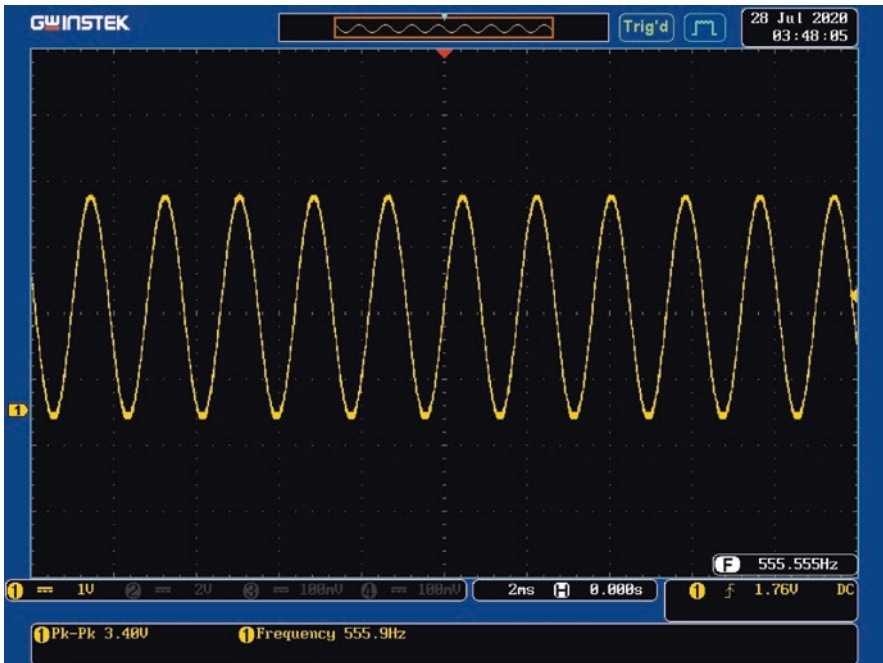 GWINSTEK
Trig'd
28 Jul 2020
03:48:05
1
F 555.555Hz
1 1V 2 2V 3 100mV 4 100mV 2ms H 0.000s 1 1.76V DC
1 Pk-Pk 3.40V 1 Frequency 555.9Hz